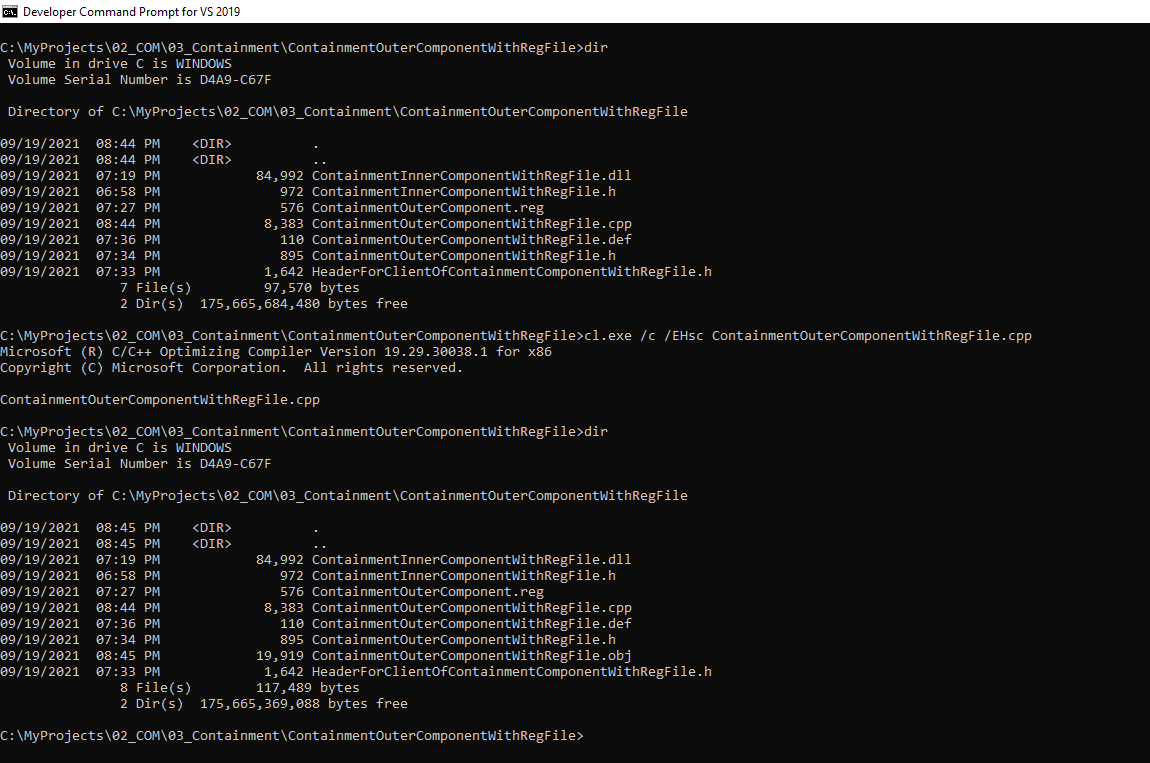 Developer Command Prompt for VS 2019
C:\MyProjects\02_COM\03_Containment\ContainmentOuterComponentWithRegFile>dir
 Volume in drive C is WINDOWS
 Volume Serial Number is D4A9-C67F

 Directory of C:\MyProjects\02_COM\03_Containment\ContainmentOuterComponentWithRegFile

09/19/2021  08:44 PM    <DIR>          .
09/19/2021  08:44 PM    <DIR>          ..
09/19/2021  07:19 PM            84,992 ContainmentInnerComponentWithRegFile.dll
09/19/2021  06:58 PM               972 ContainmentInnerComponentWithRegFile.h
09/19/2021  07:27 PM               576 ContainmentOuterComponent.reg
09/19/2021  08:44 PM             8,383 ContainmentOuterComponentWithRegFile.cpp
09/19/2021  07:36 PM               110 ContainmentOuterComponentWithRegFile.def
09/19/2021  07:34 PM               895 ContainmentOuterComponentWithRegFile.h
09/19/2021  07:33 PM             1,642 HeaderForClientOfContainmentComponentWithRegFile.h
               7 File(s)         97,570 bytes
               2 Dir(s)  175,665,684,480 bytes free

C:\MyProjects\02_COM\03_Containment\ContainmentOuterComponentWithRegFile>cl.exe /c /EHsc ContainmentOuterComponentWithRegFile.cpp
Microsoft (R) C/C++ Optimizing Compiler Version 19.29.30038.1 for x86
Copyright (C) Microsoft Corporation.  All rights reserved.

ContainmentOuterComponentWithRegFile.cpp

C:\MyProjects\02_COM\03_Containment\ContainmentOuterComponentWithRegFile>dir
 Volume in drive C is WINDOWS
 Volume Serial Number is D4A9-C67F

 Directory of C:\MyProjects\02_COM\03_Containment\ContainmentOuterComponentWithRegFile

09/19/2021  08:45 PM    <DIR>          .
09/19/2021  08:45 PM    <DIR>          ..
09/19/2021  07:19 PM            84,992 ContainmentInnerComponentWithRegFile.dll
09/19/2021  06:58 PM               972 ContainmentInnerComponentWithRegFile.h
09/19/2021  07:27 PM               576 ContainmentOuterComponent.reg
09/19/2021  08:44 PM             8,383 ContainmentOuterComponentWithRegFile.cpp
09/19/2021  07:36 PM               110 ContainmentOuterComponentWithRegFile.def
09/19/2021  07:34 PM               895 ContainmentOuterComponentWithRegFile.h
09/19/2021  08:45 PM            19,919 ContainmentOuterComponentWithRegFile.obj
09/19/2021  07:33 PM             1,642 HeaderForClientOfContainmentComponentWithRegFile.h
               8 File(s)        117,489 bytes
               2 Dir(s)  175,665,369,088 bytes free

C:\MyProjects\02_COM\03_Containment\ContainmentOuterComponentWithRegFile>